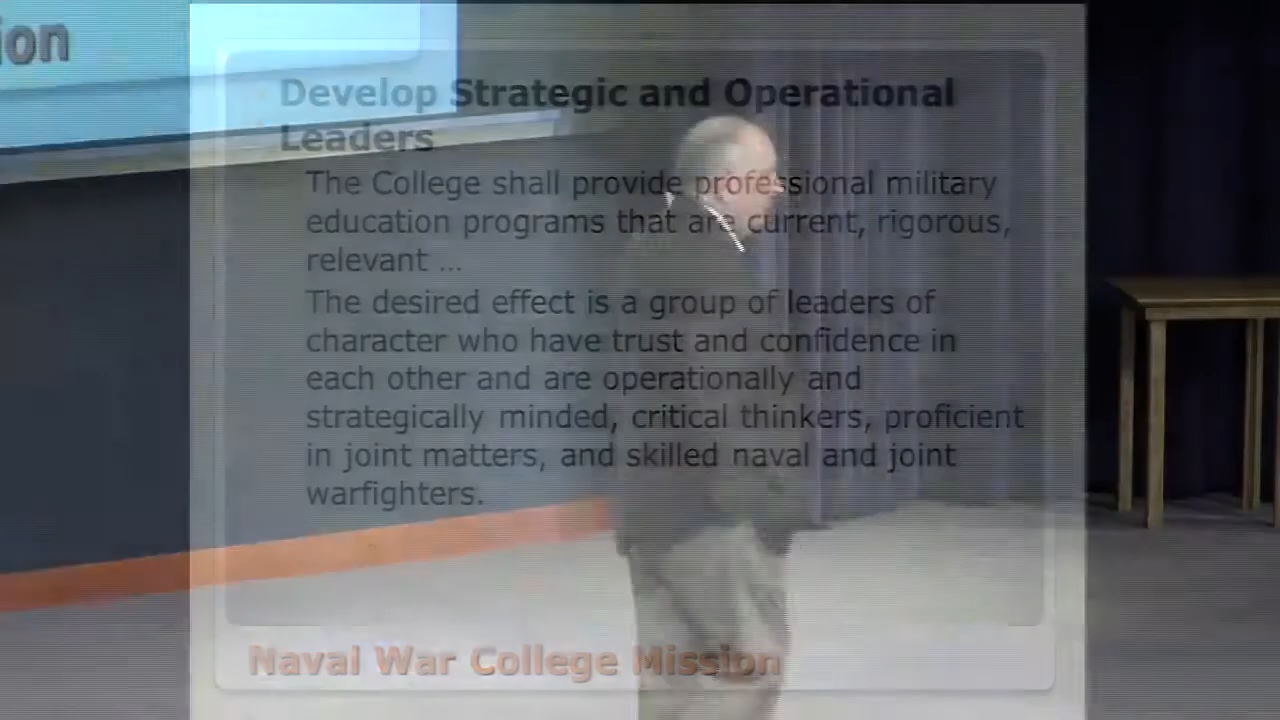 ion
Develop Strategic and Operational
Leaders
The College shall provide professional military
education programs that are current, rigorous,
relevant ...
The desired effect is a group of leaders of
character who have trust and confidence in
each other and are operationally and
strategically minded, critical thinkers, proficient
in joint matters, and skilled naval and joint
warfighters.
Naval War College Mission